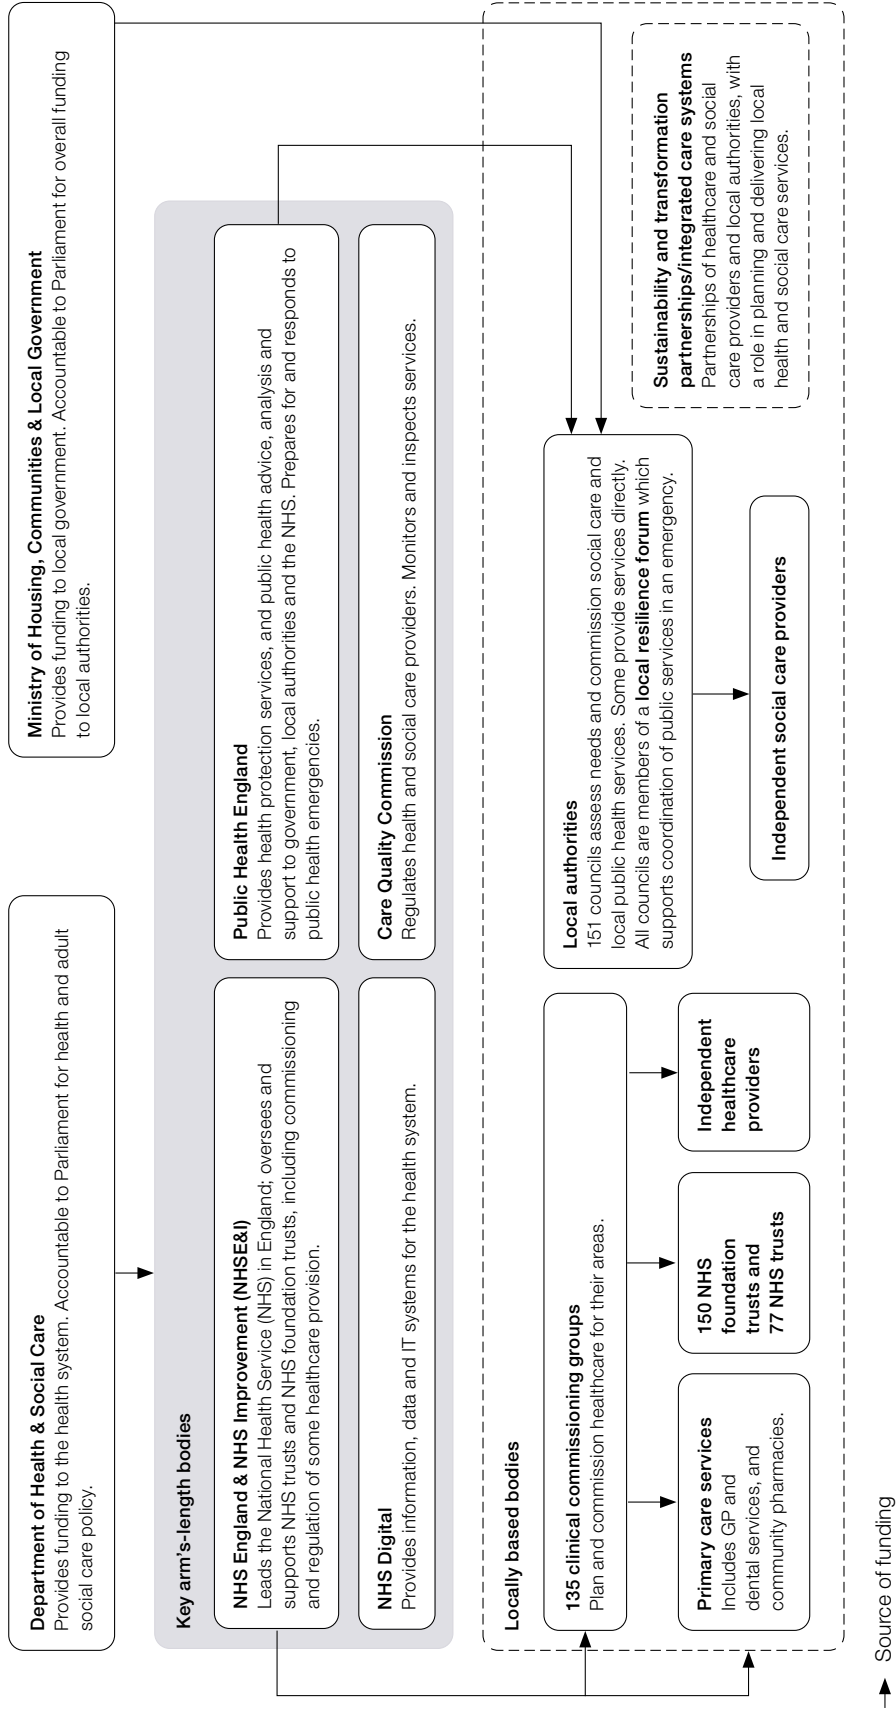 Department of Health & Social Care
Provides funding to the health system. Accountable to Parliament for health and adult
social care policy.
Ministry of Housing, Communities & Local Government
Provides funding to local government. Accountable to Parliament for overall funding
to local authorities.
Key arm's-length bodies
NHS England & NHS Improvement (NHSE&I)
Leads the National Health Service (NHS) in England; oversees and
supports NHS trusts and NHS foundation trusts, including commissioning
and regulation of some healthcare provision.
Public Health England
Provides health protection services, and public health advice, analysis and
support to government, local authorities and the NHS. Prepares for and responds to
public health emergencies.
NHS Digital
Provides information, data and IT systems for the health system.
Care Quality Commission
Regulates health and social care providers. Monitors and inspects services.
Locally based bodies
135 clinical commissioning groups
Plan and commission healthcare for their areas.
Primary care services
Includes GP and
dental services, and
community pharmacies.
150 NHS
foundation
trusts and
77 NHS trusts
Independent
healthcare
providers
Local authorities
151 councils assess needs and commission social care and
local public health services. Some provide services directly.
All councils are members of a local resilience forum which
supports coordination of public services in an emergency.
Independent social care providers
Sustainability and transformation
partnerships/integrated care systems
Partnerships of healthcare and social
care providers and local authorities, with
a role in planning and delivering local
health and social care services.
Source of funding